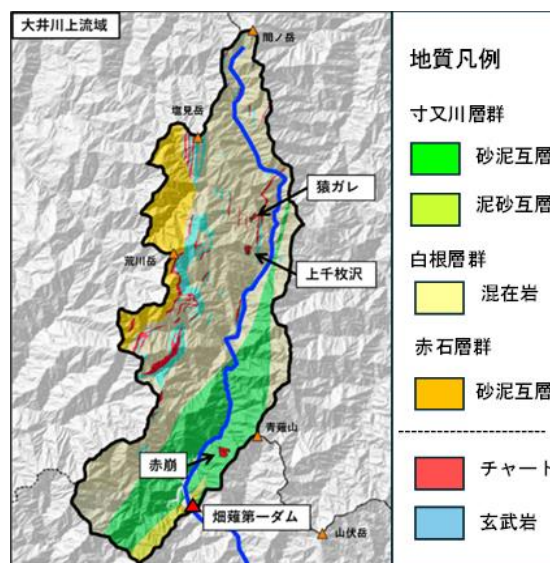 大井川上流域
間ノ岳
塩見岳
猿ガレ
荒川岳
上千枚沢
青薙山
赤崩
畑薙第一ダム
山伏岳
地質凡例
寸又川層群
砂泥互層
泥砂互層
白根層群
混在岩
赤石層群
砂泥互層
チャート
玄武岩